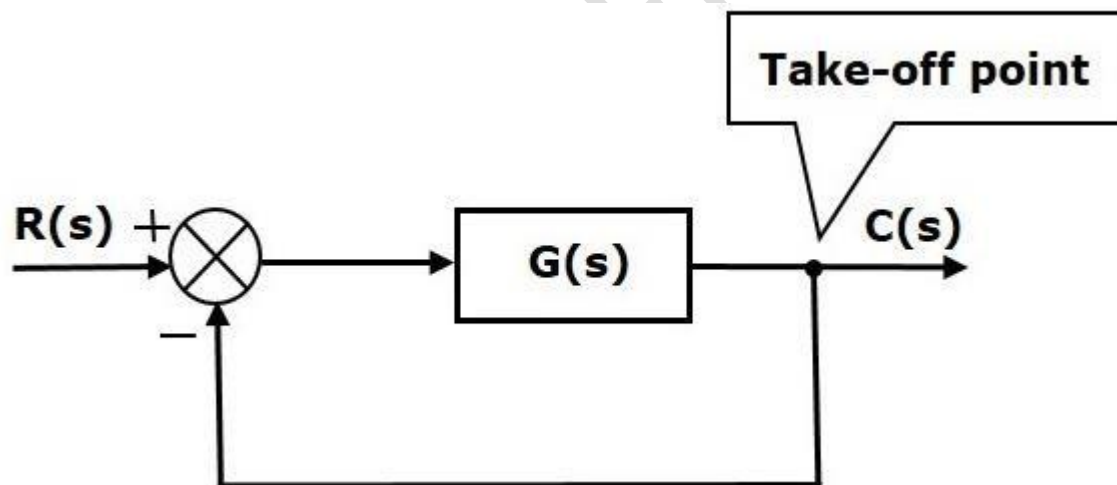 Take-off point
R(s) +
G(s)
C(s)
−